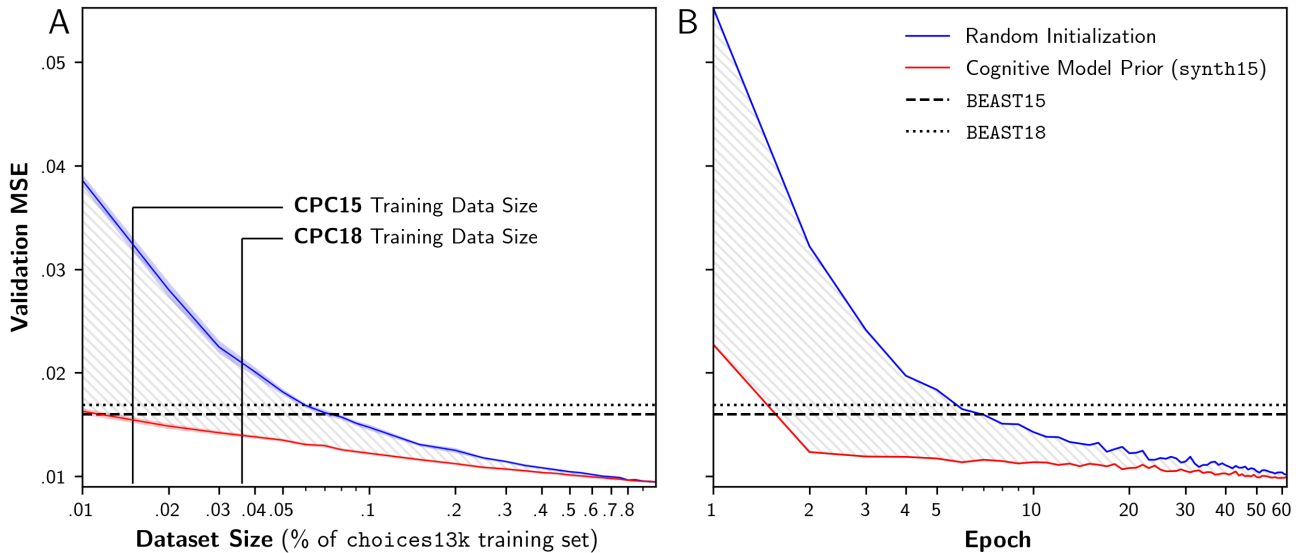 A
Validation MSE
.05
.04
.03
.02
.01
CPC15 Training Data Size
CPC18 Training Data Size
.01 .02 .03 .04 .05 .1 .2 .3 .4 .5 .6 .7 .8
Dataset Size (% of choices13k training set)
B
Random Initialization
Cognitive Model Prior (synth15)
BEAST15
BEAST18
1 2 3 4 5 10 20 30 40 50 60
Epoch